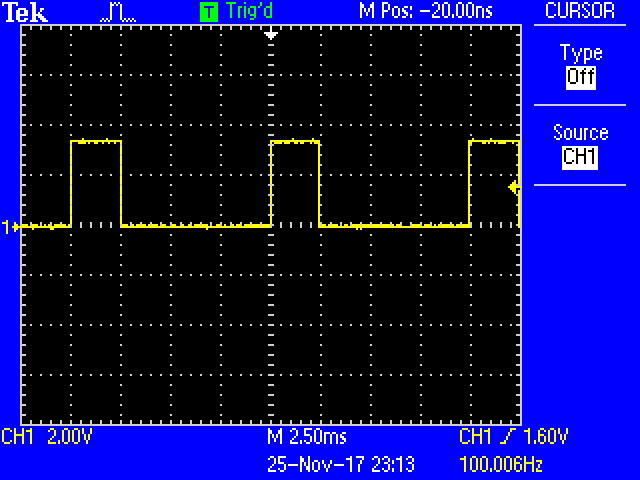 Tek T Trig'd M Pos: -20.00ns CURSOR
Type
Off
Source
CH1
1
CH1 2.00V M 2.50ms CH1 1.60V
25-Nov-17 23:13 100.006Hz